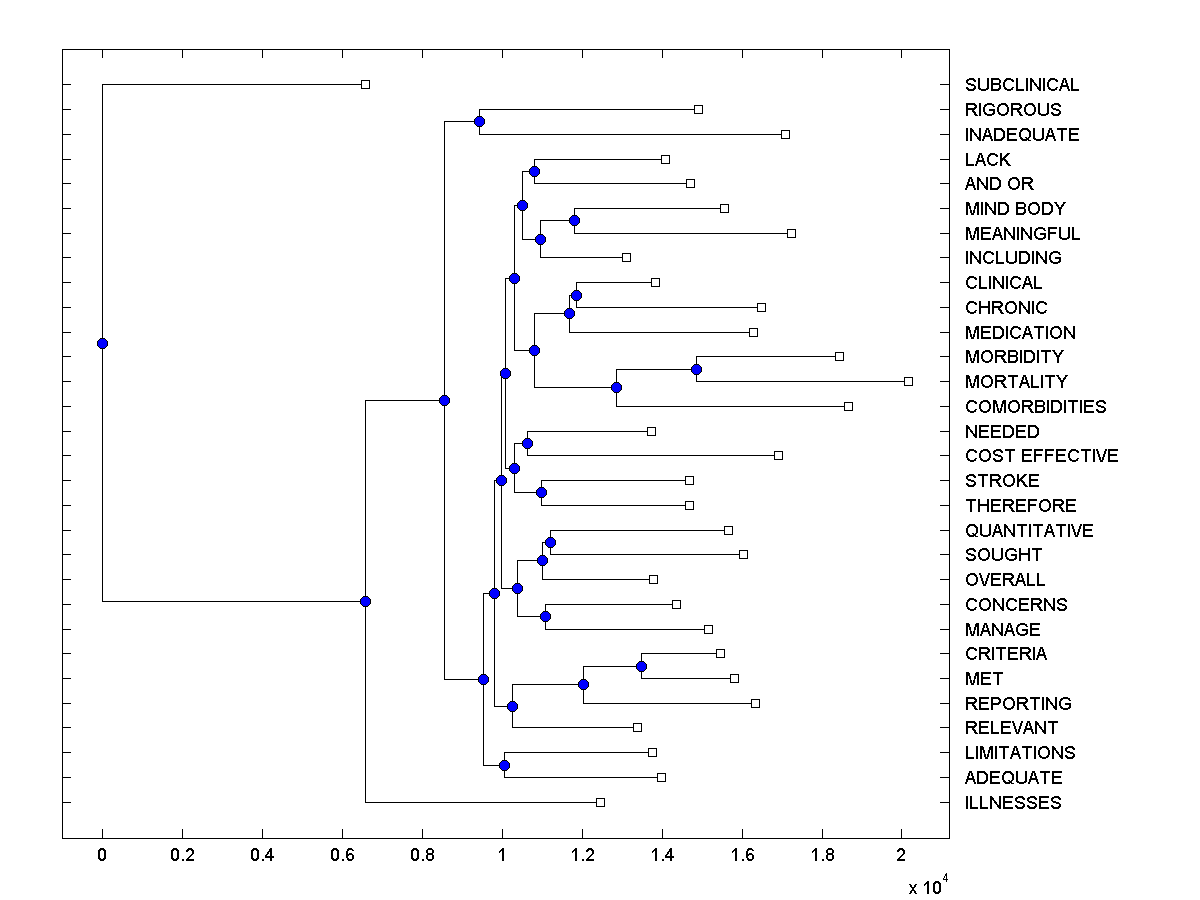 SUBCLINICAL
RIGOROUS
INADEQUATE
LACK
AND OR
MIND BODY
MEANINGFUL
INCLUDING
CLINICAL
CHRONIC
MEDICATION
MORBIDITY
MORTALITY
COMORBIDITIES
NEEDED
COST EFFECTIVE
STROKE
THEREFORE
QUANTITATIVE
SOUGHT
OVERALL
CONCERNS
MANAGE
CRITERIA
MET
REPORTING
RELEVANT
LIMITATIONS
ADEQUATE
ILLNESSES
0 0.2 0.4 0.6 0.8 1 1.2 1.4 1.6 1.8 2
x 10^4